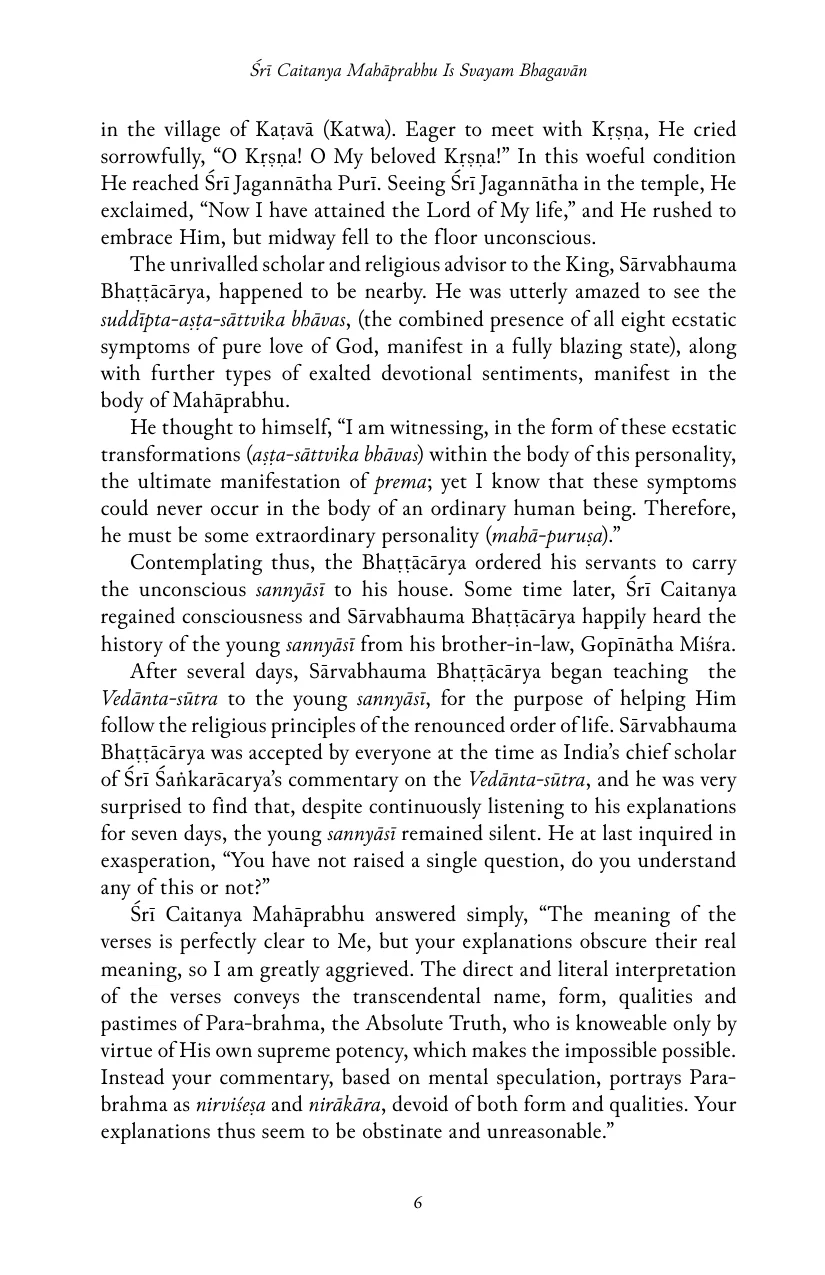 Śrī Caitanya Mahāprabhu Is Svayam Bhagavān
in the village of Kaṭavā (Katwa). Eager to meet with Kṛṣṇa, He cried
sorrowfully, “O Kṛṣṇa! O My beloved Kṛṣṇa!” In this woeful condition
He reached Śrī Jagannātha Purī. Seeing Śrī Jagannātha in the temple, He
exclaimed, “Now I have attained the Lord of My life,” and He rushed to
embrace Him, but midway fell to the floor unconscious.
The unrivalled scholar and religious advisor to the King, Sārvabhauma
Bhaṭṭācārya, happened to be nearby. He was utterly amazed to see the
suddīpta-aṣṭa-sāttvika bhāvas, (the combined presence of all eight ecstatic
symptoms of pure love of God, manifest in a fully blazing state), along
with further types of exalted devotional sentiments, manifest in the
body of Mahāprabhu.
He thought to himself, “I am witnessing, in the form of these ecstatic
transformations (aṣṭa-sāttvika bhāvas) within the body of this personality,
the ultimate manifestation of prema; yet I know that these symptoms
could never occur in the body of an ordinary human being. Therefore,
he must be some extraordinary personality (mahā-puruṣa).”
Contemplating thus, the Bhaṭṭācārya ordered his servants to carry
the unconscious sannyāsī to his house. Some time later, Śrī Caitanya
regained consciousness and Sārvabhauma Bhaṭṭācārya happily heard the
history of the young sannyāsī from his brother-in-law, Gopīnātha Miśra.
After several days, Sārvabhauma Bhaṭṭācārya began teaching the
Vedānta-sūtra to the young sannyāsī, for the purpose of helping Him
follow the religious principles of the renounced order of life. Sārvabhauma
Bhaṭṭācārya was accepted by everyone at the time as India’s chief scholar
of Śrī Śaṅkarācarya’s commentary on the Vedānta-sūtra, and he was very
surprised to find that, despite continuously listening to his explanations
for seven days, the young sannyāsī remained silent. He at last inquired in
exasperation, “You have not raised a single question, do you understand
any of this or not?”
Śrī Caitanya Mahāprabhu answered simply, “The meaning of the
verses is perfectly clear to Me, but your explanations obscure their real
meaning, so I am greatly aggrieved. The direct and literal interpretation
of the verses conveys the transcendental name, form, qualities and
pastimes of Para-brahma, the Absolute Truth, who is knoweable only by
virtue of His own supreme potency, which makes the impossible possible.
Instead your commentary, based on mental speculation, portrays Para-
brahma as nirviśeṣa and nirākāra, devoid of both form and qualities. Your
explanations thus seem to be obstinate and unreasonable.”
6